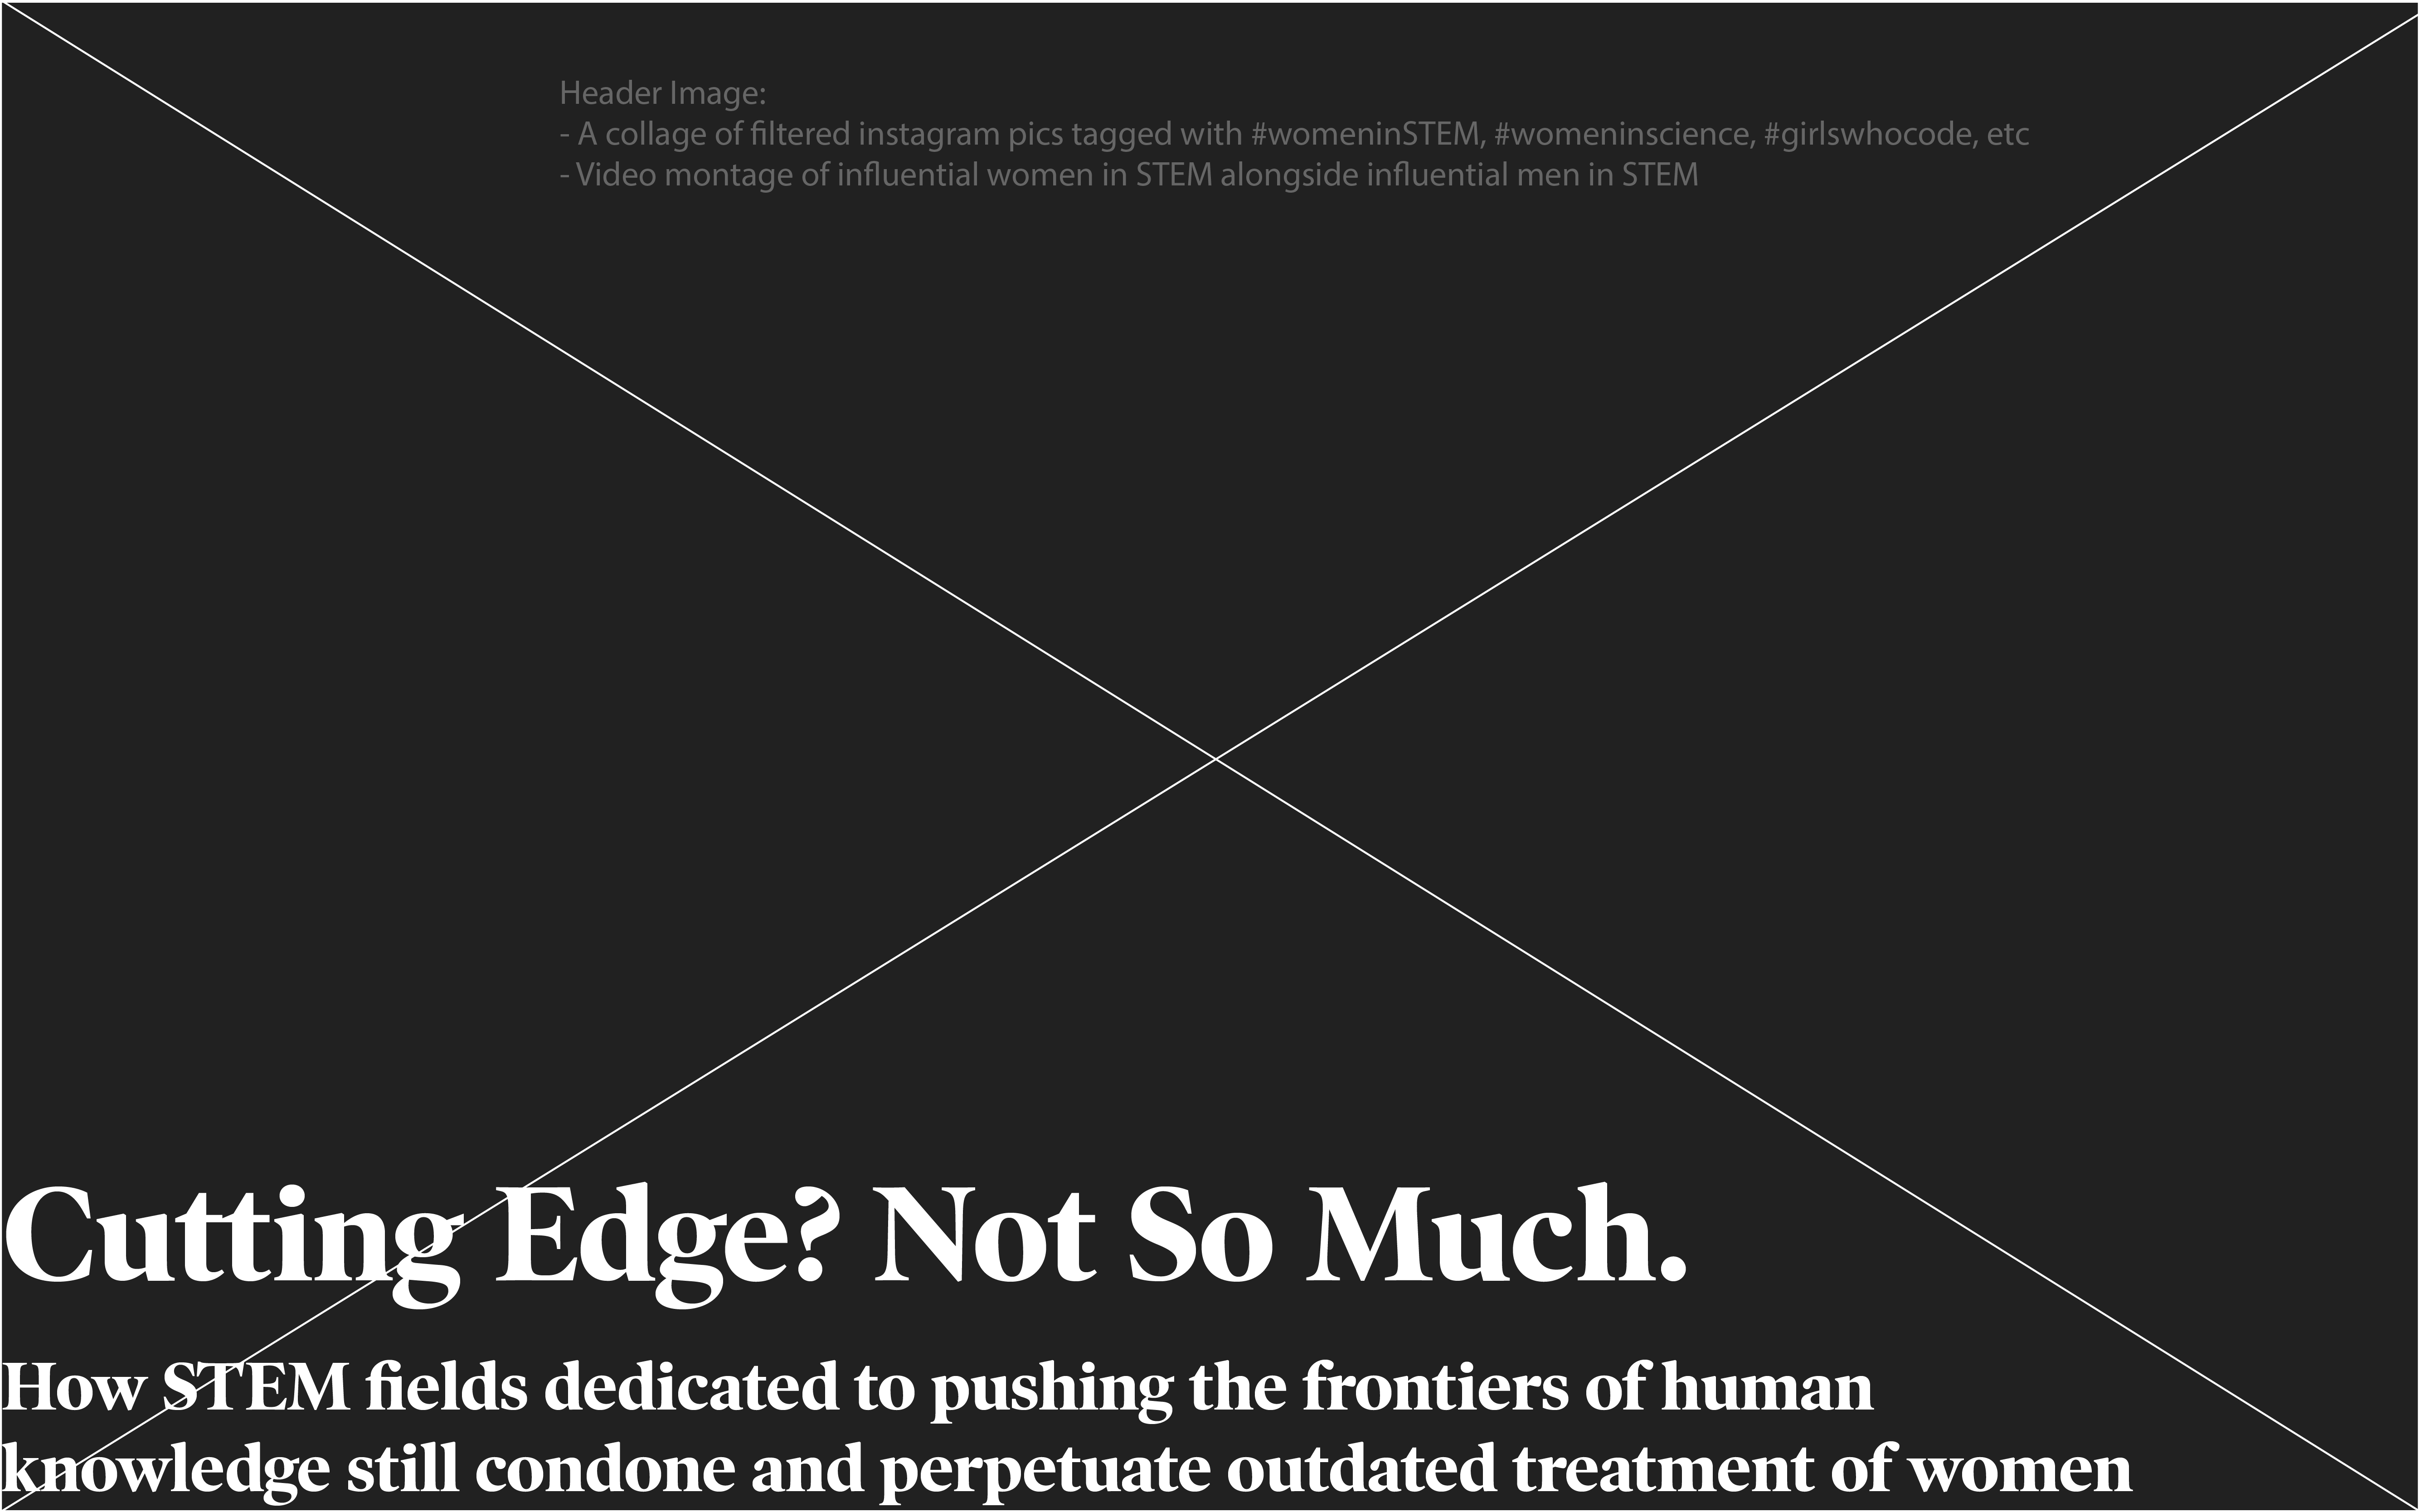 Header Image:
- A collage of filtered instagram pics tagged with #womeninSTEM, #womeninscience, #girlswhocode, etc
- Video montage of influential women in STEM alongside influential men in STEM
Cutting Edge? Not So Much.
How STEM fields dedicated to pushing the frontiers of human
knowledge still condone and perpetuate outdated treatment of women